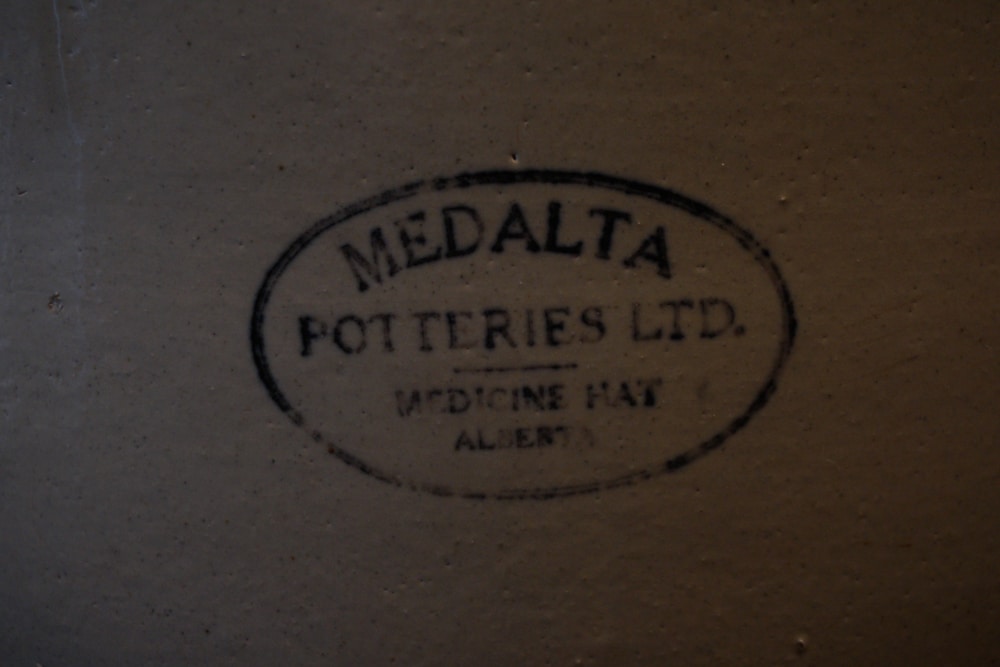 MEDALTA
POTTERIES LTD.
MEDICINE HAT
ALBERTA